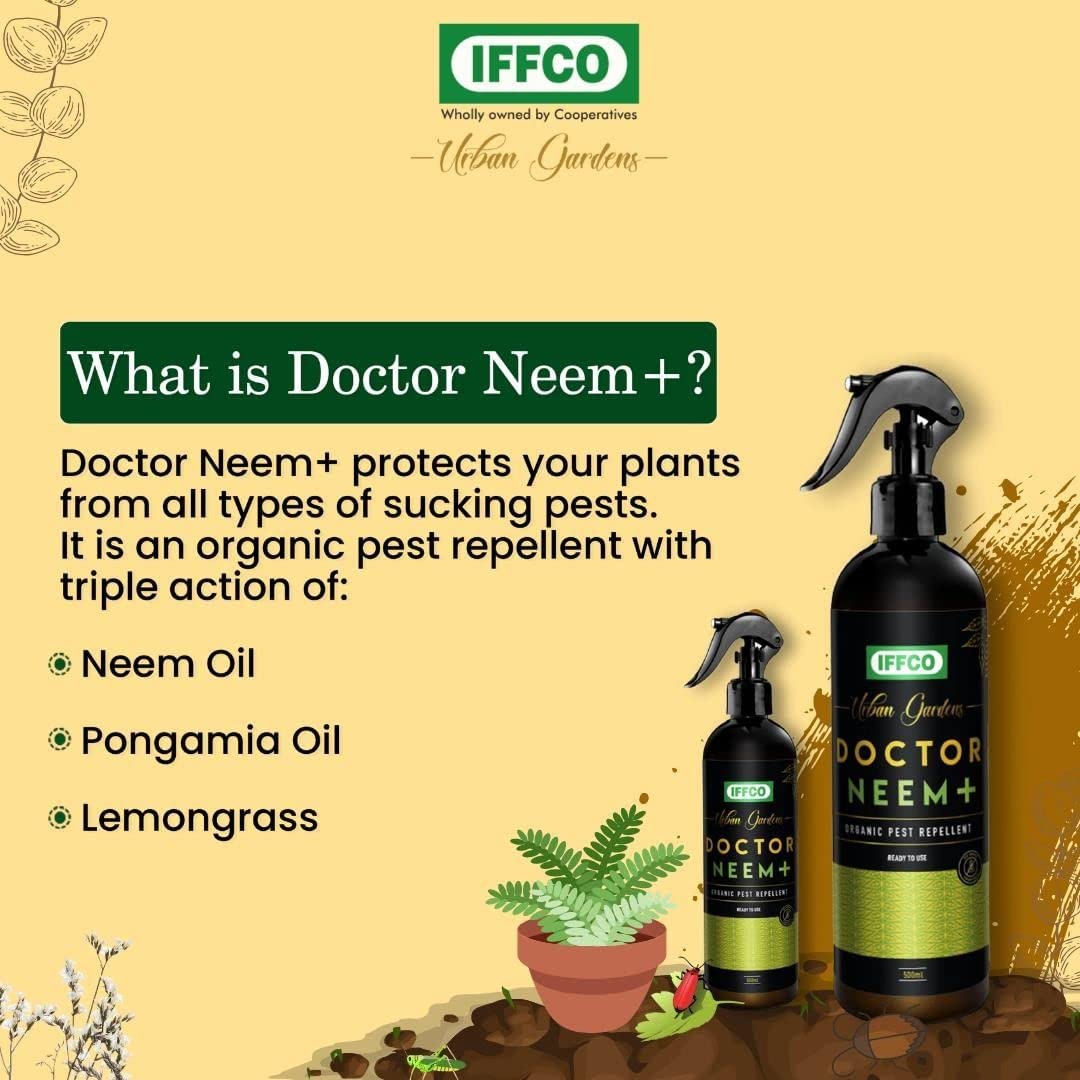 IFFCO
Wholly owned by Cooperatives
Urban Gardens
What is Doctor Neem+?
Doctor Neem+ protects your plants
from all types of sucking pests.
It is an organic pest repellent with
triple action of:
Neem Oil
Pongamia Oil
Lemongrass
IFFCO
Urban Gardens
DOCTOR
NEEM+
ORGANIC PEST REPELLENT
READY TO USE
IFFCO
Urban Gardens
DOCTOR
NEEM+
ORGANIC PEST REPELLENT
READY TO USE
500ml